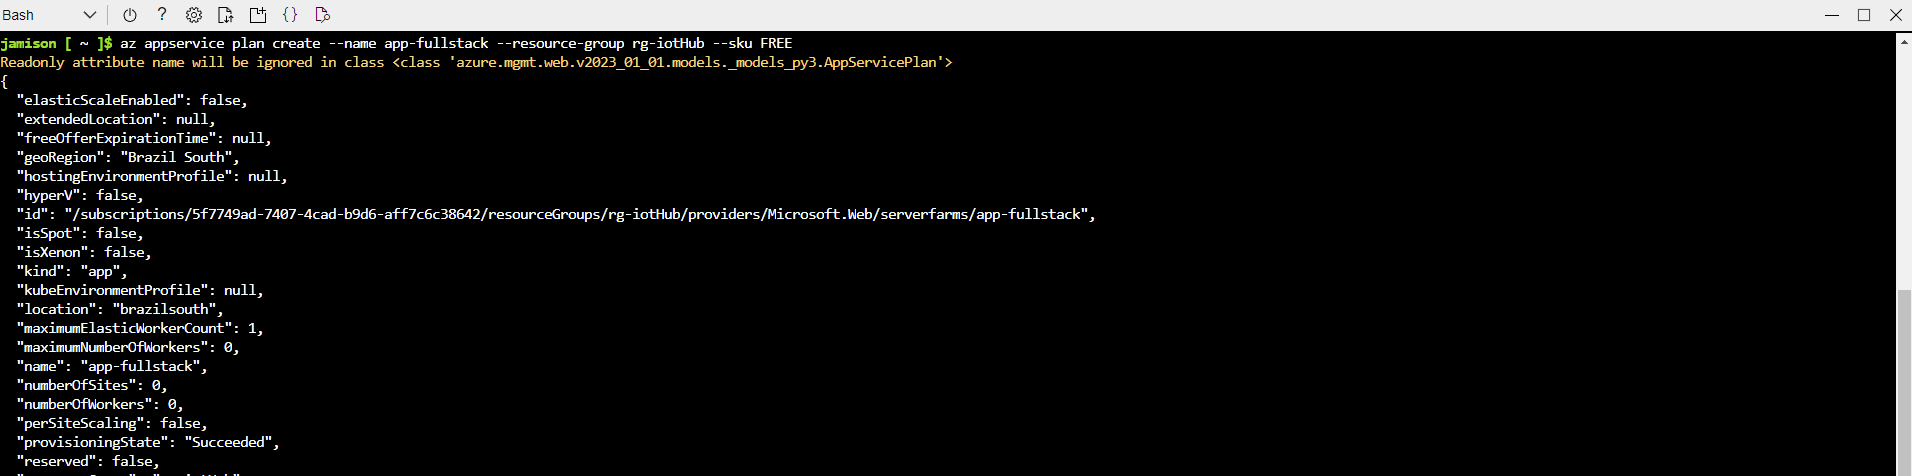 Bash
jamison [ ~ ]$ az appservice plan create --name app-fullstack --resource-group rg-iotHub --sku FREE
Readonly attribute name will be ignored in class <class 'azure.mgmt.web.v2023_01_01.models._models_py3.AppServicePlan'>
{
  "elasticScaleEnabled": false,
  "extendedLocation": null,
  "freeOfferExpirationTime": null,
  "geoRegion": "Brazil South",
  "hostingEnvironmentProfile": null,
  "hyperV": false,
  "id": "/subscriptions/5f7749ad-7407-4cad-b9d6-aff7c6c38642/resourceGroups/rg-iotHub/providers/Microsoft.Web/serverfarms/app-fullstack",
  "isSpot": false,
  "isXenon": false,
  "kind": "app",
  "kubeEnvironmentProfile": null,
  "location": "brazilsouth",
  "maximumElasticWorkerCount": 1,
  "maximumNumberOfWorkers": 0,
  "name": "app-fullstack",
  "numberOfSites": 0,
  "numberOfWorkers": 0,
  "perSiteScaling": false,
  "provisioningState": "Succeeded",
  "reserved": false,